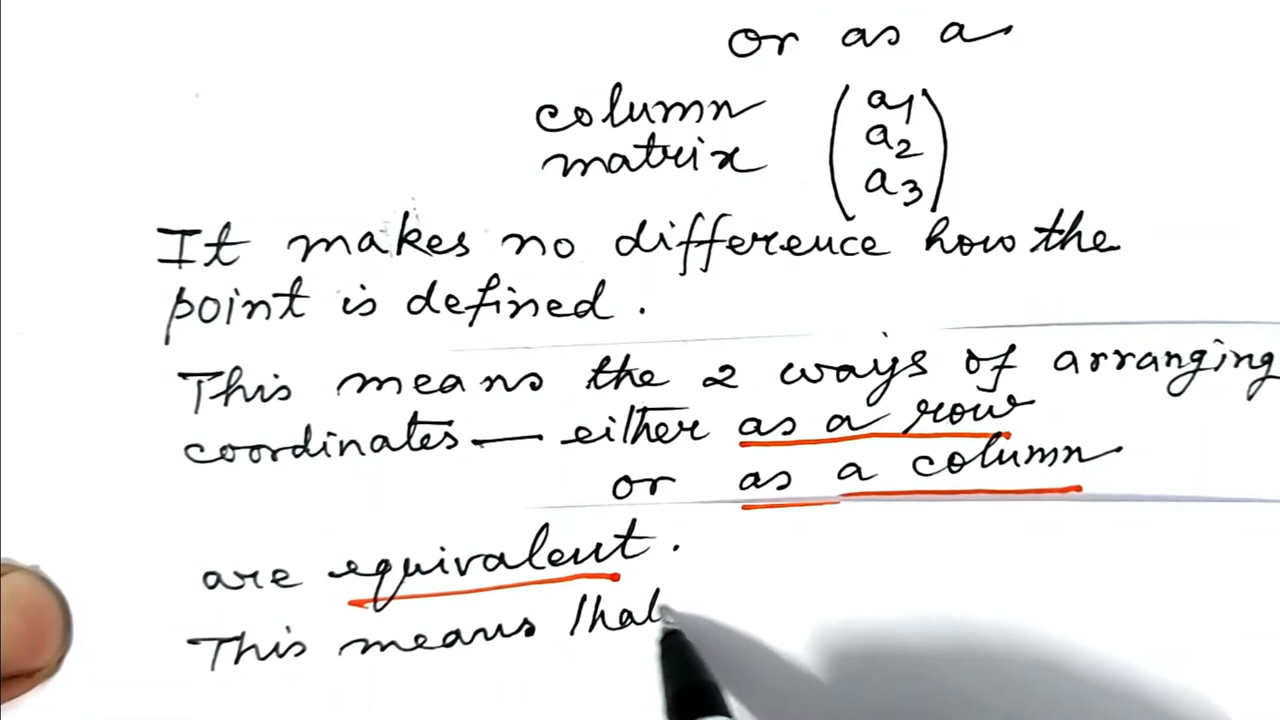 or as a
column
matrix
(a1
a2
a3)
It makes no difference how the
point is defined.
This means the 2 ways of arranging
coordinates — either as a row
or as a column
are equivalent.
This means that